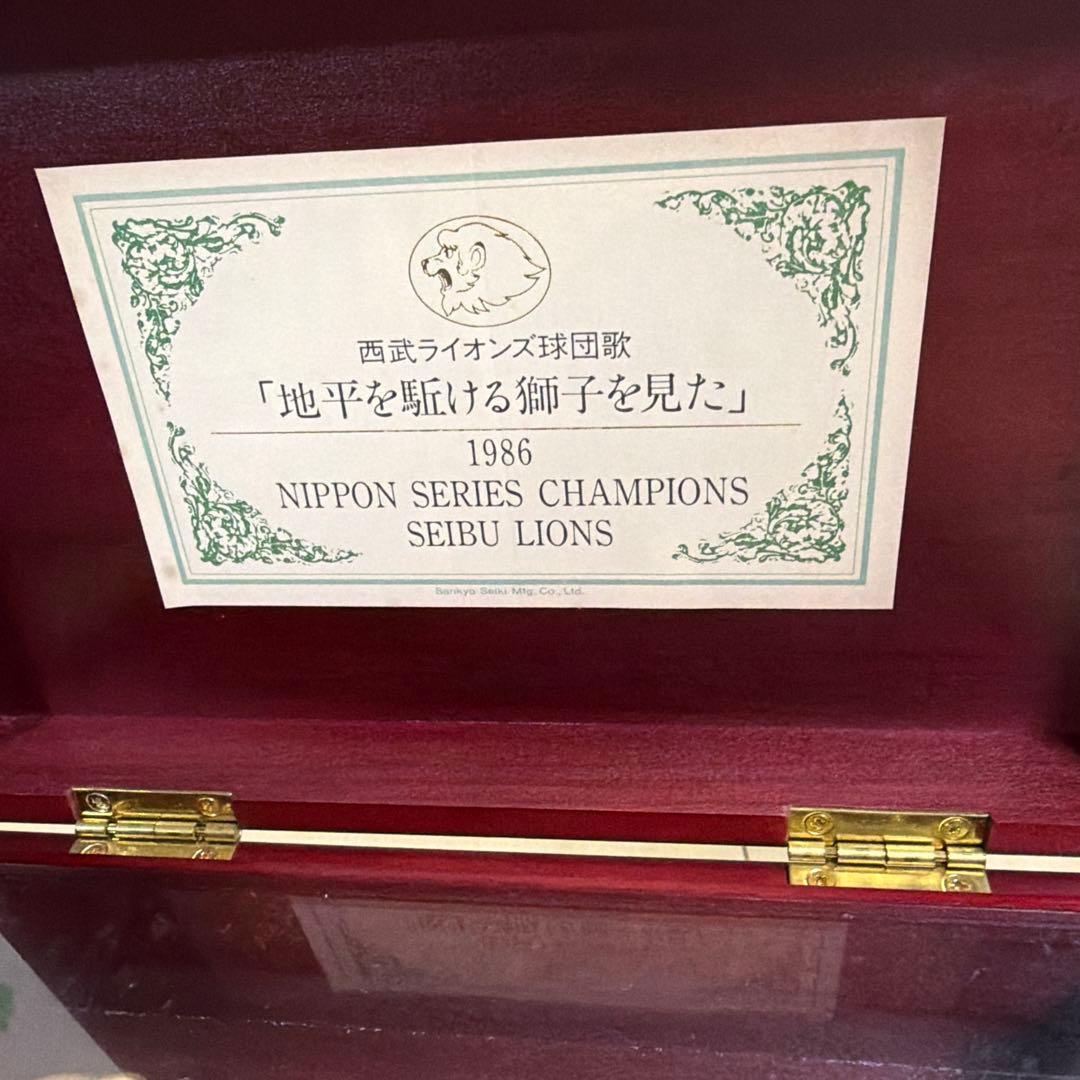 西武ライオンズ球団歌
「地平を駈ける獅子を見た」
1986
NIPPON SERIES CHAMPIONS
SEIBU LIONS
Sankyo Seiki Mfg. Co., Ltd.